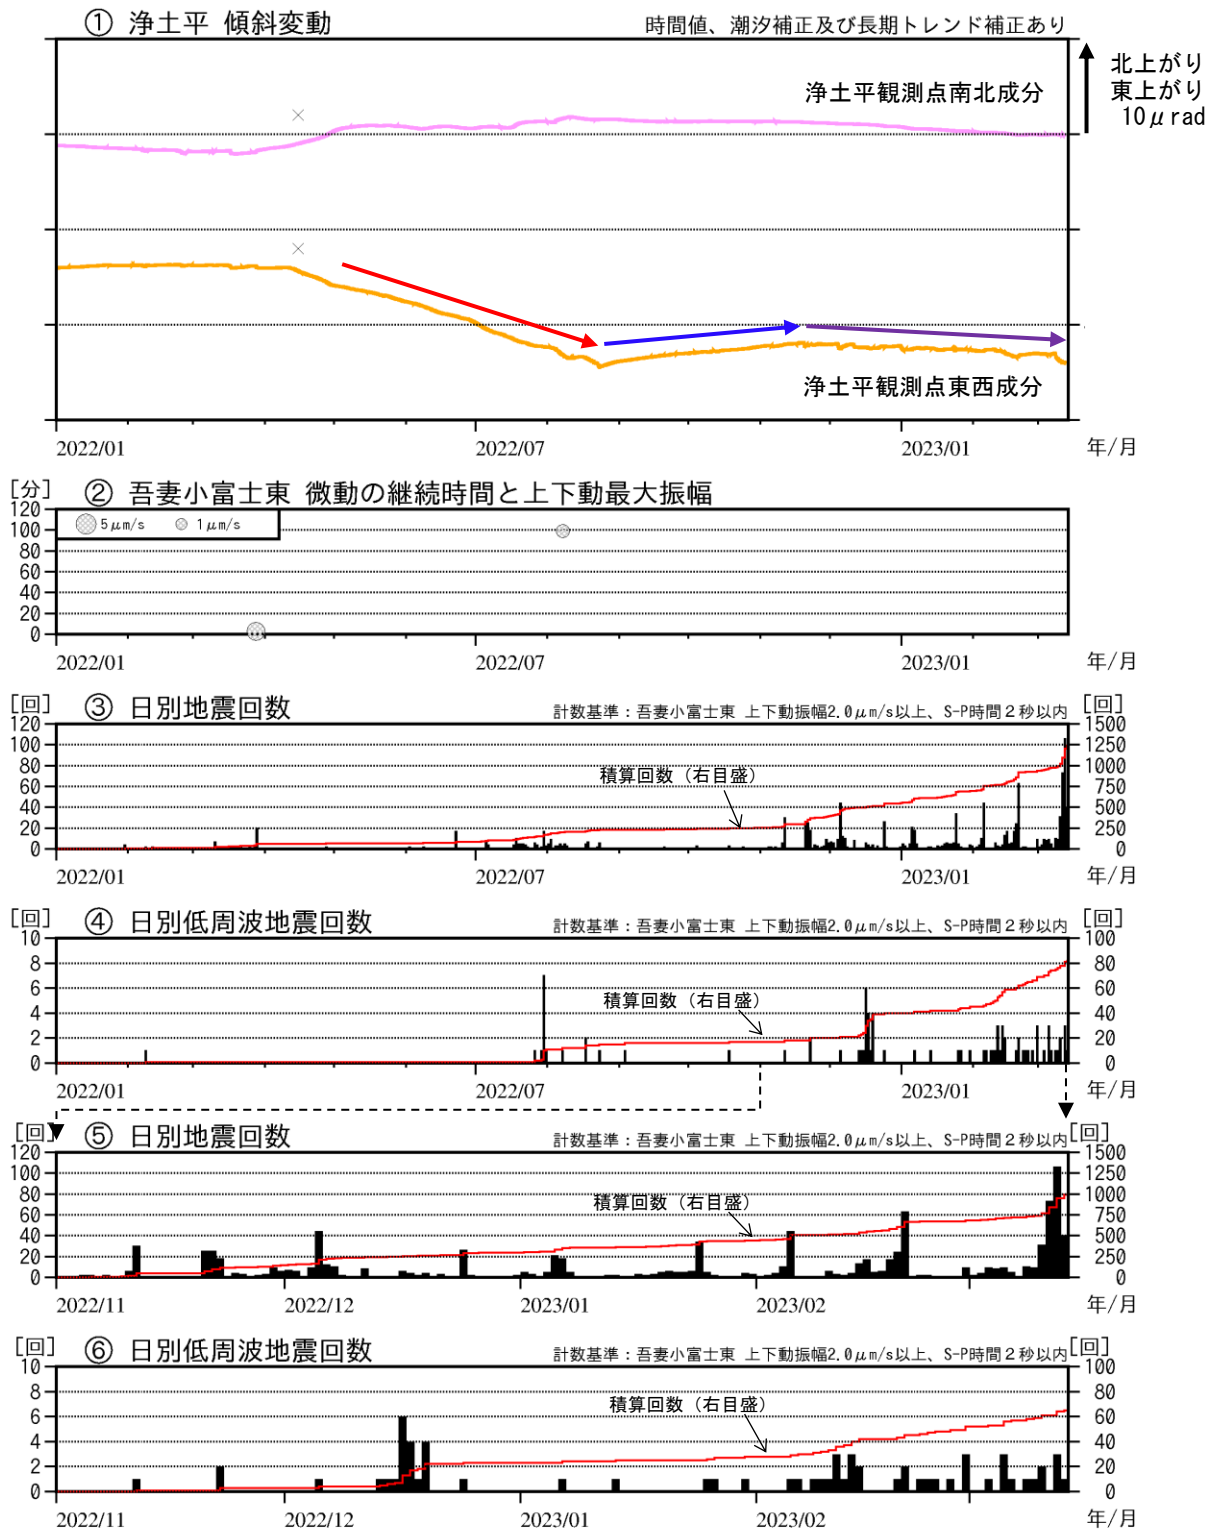 ① 浄土平 傾斜変動
時間値、潮汐補正及び長期トレンド補正あり
北上がり
東上がり
10μrad
浄土平観測点南北成分
浄土平観測点東西成分
2022/01 2022/07 2023/01 年/月
[分] ② 吾妻小富士東 微動の継続時間と上下動最大振幅
5μm/s 1μm/s
120
100
80
60
40
20
0
2022/01 2022/07 2023/01 年/月
[回] ③ 日別地震回数 計数基準：吾妻小富士東 上下動振幅2.0μm/s以上、S-P時間２秒以内 [回]
120 1500
100 1250
80 1000
積算回数（右目盛）
60 750
40 500
20 250
0 0
2022/01 2022/07 2023/01 年/月
[回] ④ 日別低周波地震回数 計数基準：吾妻小富士東 上下動振幅2.0μm/s以上、S-P時間２秒以内 [回]
10 100
8 80
6 60
積算回数（右目盛）
4 40
2 20
0 0
2022/01 2022/07 2023/01 年/月
[回] ⑤ 日別地震回数 計数基準：吾妻小富士東 上下動振幅2.0μm/s以上、S-P時間２秒以内 [回]
120 1500
100 1250
80 1000
積算回数（右目盛）
60 750
40 500
20 250
0 0
2022/11 2022/12 2023/01 2023/02 年/月
[回] ⑥ 日別低周波地震回数 計数基準：吾妻小富士東 上下動振幅2.0μm/s以上、S-P時間２秒以内 [回]
10 100
8 80
積算回数（右目盛）
6 60
4 40
2 20
0 0
2022/11 2022/12 2023/01 2023/02 年/月